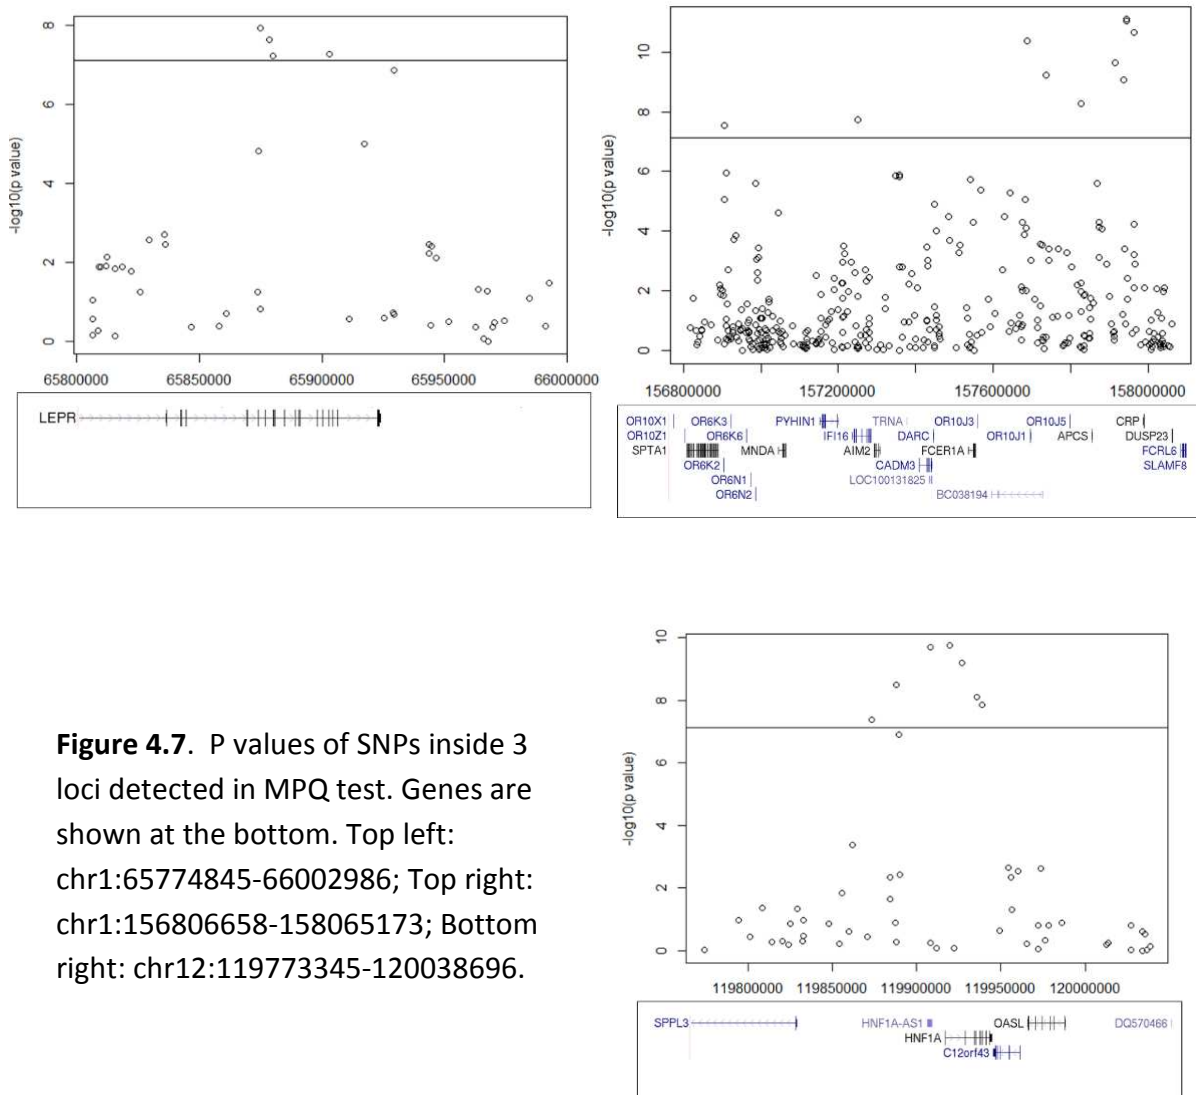 8
6
4
2
0
-log10(p value)
65800000 65850000 65900000 65950000 66000000
LEPR
10
8
6
4
2
0
-log10(p value)
156800000 157200000 157600000 158000000
OR10X1 OR6K3 PYHIN1 TRNA OR10J3 OR10J5 CRP
OR10Z1 OR6K6 IFI16 DARC OR10J1 APCS DUSP23
SPTA1 MNDA AIM2 FCER1A FCRL6
OR6K2 CADM3 SLAMF8
OR6N1 LOC100131825
OR6N2 BC038194
Figure 4.7. P values of SNPs inside 3
loci detected in MPQ test. Genes are
shown at the bottom. Top left:
chr1:65774845-66002986; Top right:
chr1:156806658-158065173; Bottom
right: chr12:119773345-120038696.
10
8
6
4
2
0
-log10(p value)
119800000 119850000 119900000 119950000 120000000
SPPL3 HNF1A-AS1 OASL DQ570466
HNF1A
C12orf43